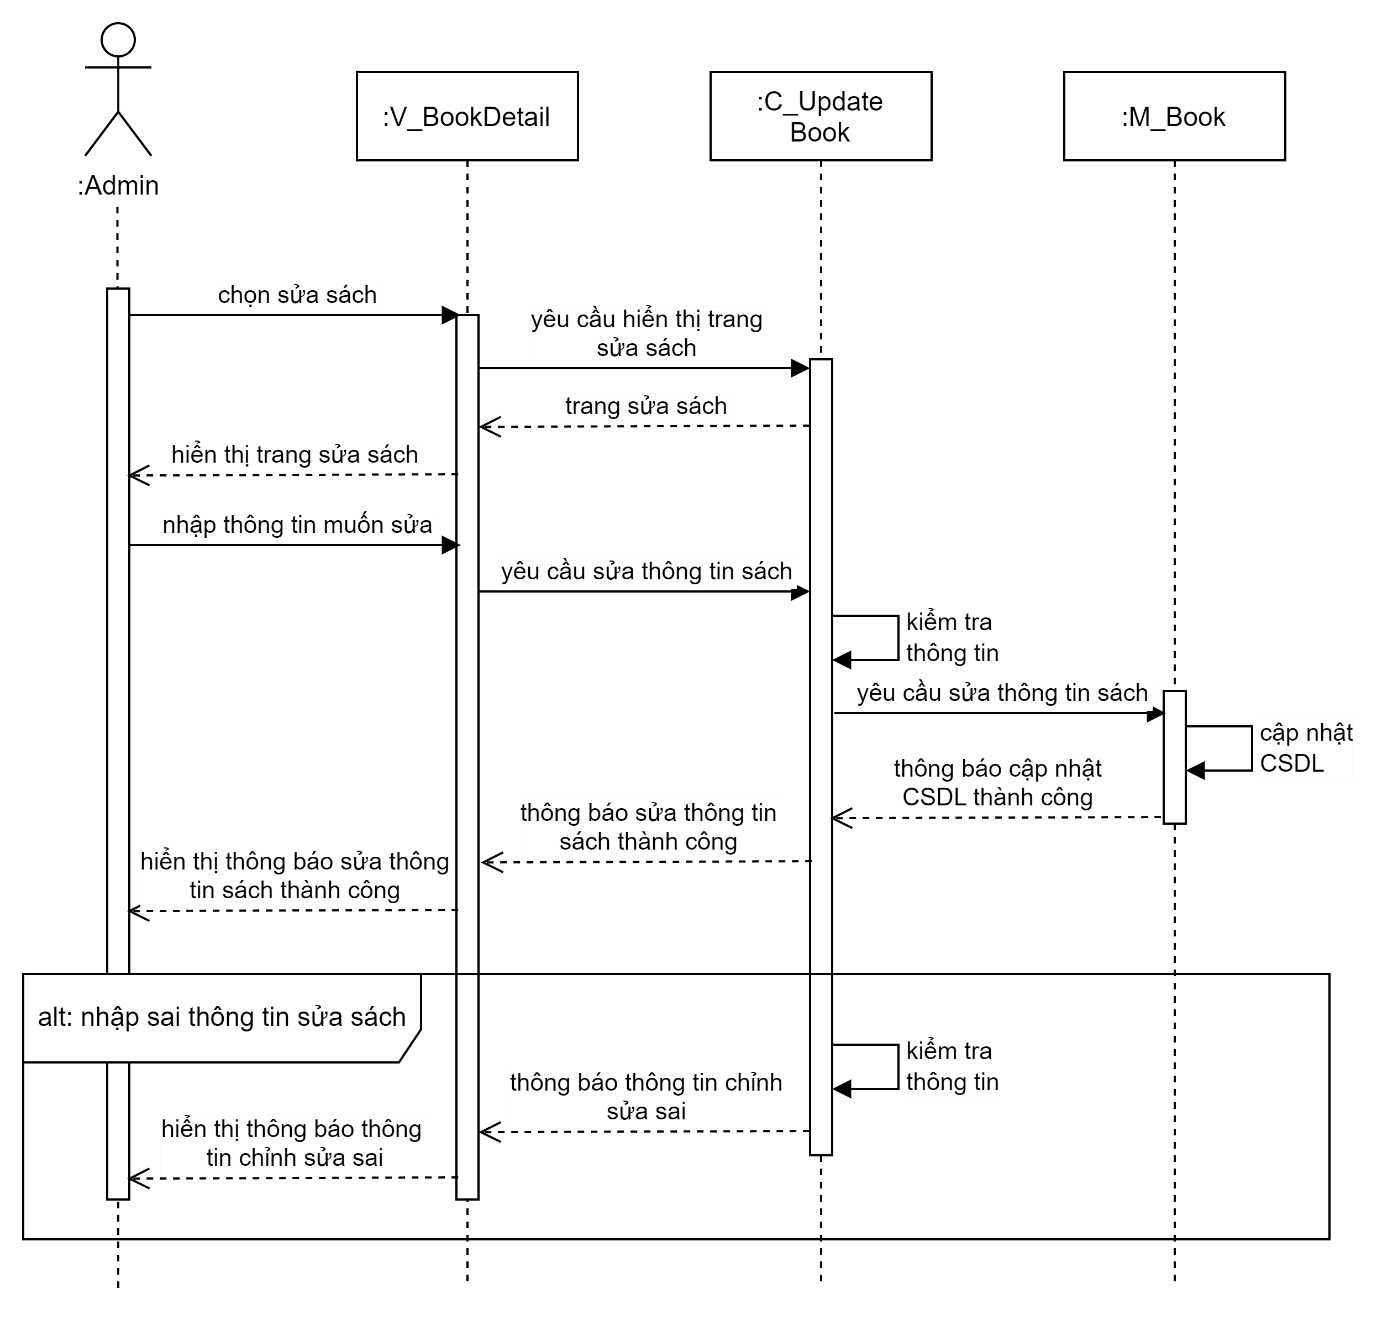 :Admin
:V_BookDetail
:C_Update
Book
:M_Book
chọn sửa sách
yêu cầu hiển thị trang
sửa sách
trang sửa sách
hiển thị trang sửa sách
nhập thông tin muốn sửa
yêu cầu sửa thông tin sách
kiểm tra
thông tin
yêu cầu sửa thông tin sách
cập nhật
CSDL
thông báo cập nhật
CSDL thành công
thông báo sửa thông tin
sách thành công
hiển thị thông báo sửa thông
tin sách thành công
alt: nhập sai thông tin sửa sách
kiểm tra
thông tin
thông báo thông tin chỉnh
sửa sai
hiển thị thông báo thông
tin chỉnh sửa sai